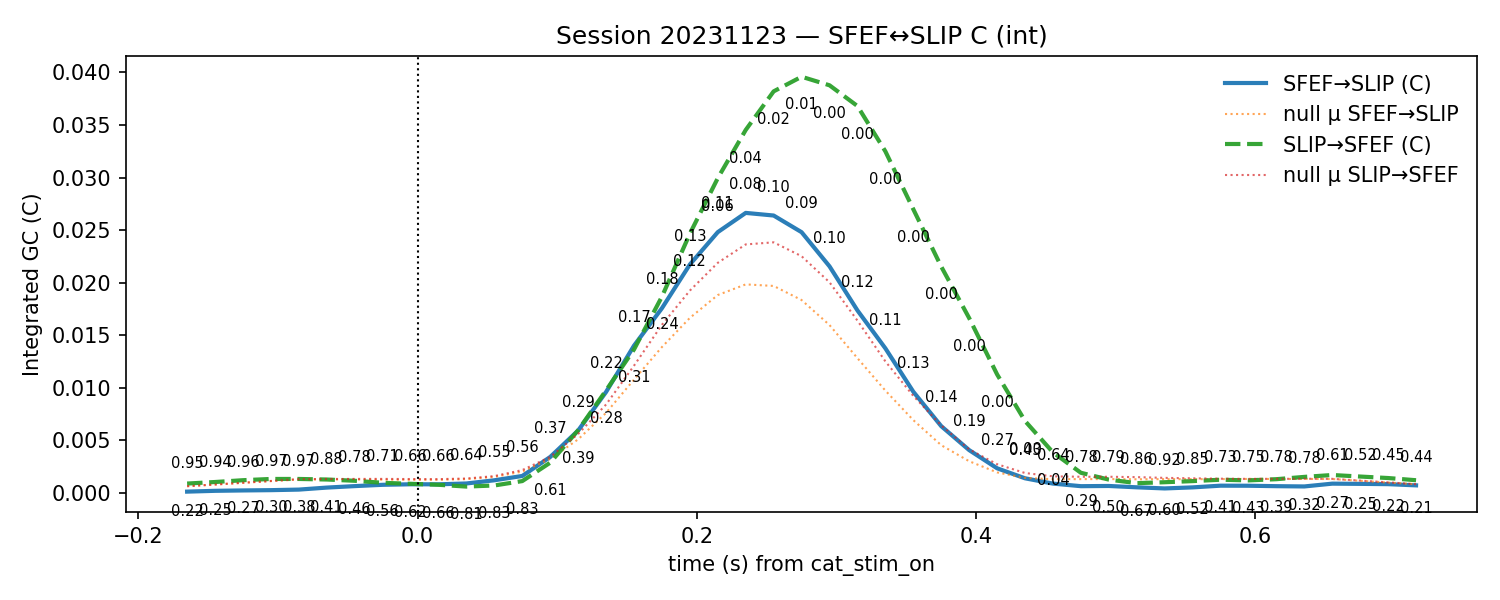 Session 20231123 — SFEF↔SLIP C (int)
Integrated GC (C)
0.040
0.035
0.030
0.025
0.020
0.015
0.010
0.005
0.000
SFEF→SLIP (C)
null μ SFEF→SLIP
SLIP→SFEF (C)
null μ SLIP→SFEF
0.95 0.94 0.96 0.97 0.97 0.88 0.78 0.71 0.66 0.66 0.64 0.55 0.56 0.37 0.29 0.22 0.17 0.18 0.13 0.11 0.08 0.10 0.09 0.10 0.12 0.11 0.13 0.14 0.19 0.27 0.64 0.78 0.79 0.86 0.92 0.85 0.73 0.75 0.78 0.78 0.61 0.52 0.45 0.44
0.22 0.25 0.27 0.30 0.38 0.41 0.46 0.56 0.62 0.66 0.81 0.83 0.83 0.61 0.39 0.28 0.31 0.24 0.12 0.06 0.04 0.02 0.01 0.00 0.00 0.00 0.00 0.00 0.00 0.00 0.04 0.29 0.50 0.67 0.60 0.52 0.41 0.43 0.39 0.32 0.27 0.25 0.22 0.21
−0.2
0.0
0.2
0.4
0.6
time (s) from cat_stim_on